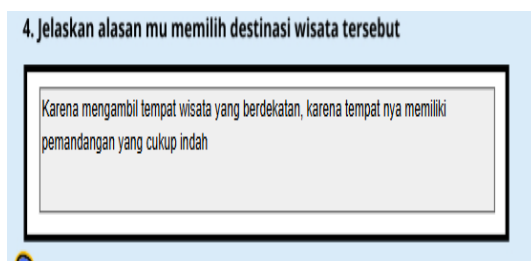 4. Jelaskan alasan mu memilih destinasi wisata tersebut
Karena mengambil tempat wisata yang berdekatan, karena tempat nya memiliki
pemandangan yang cukup indah